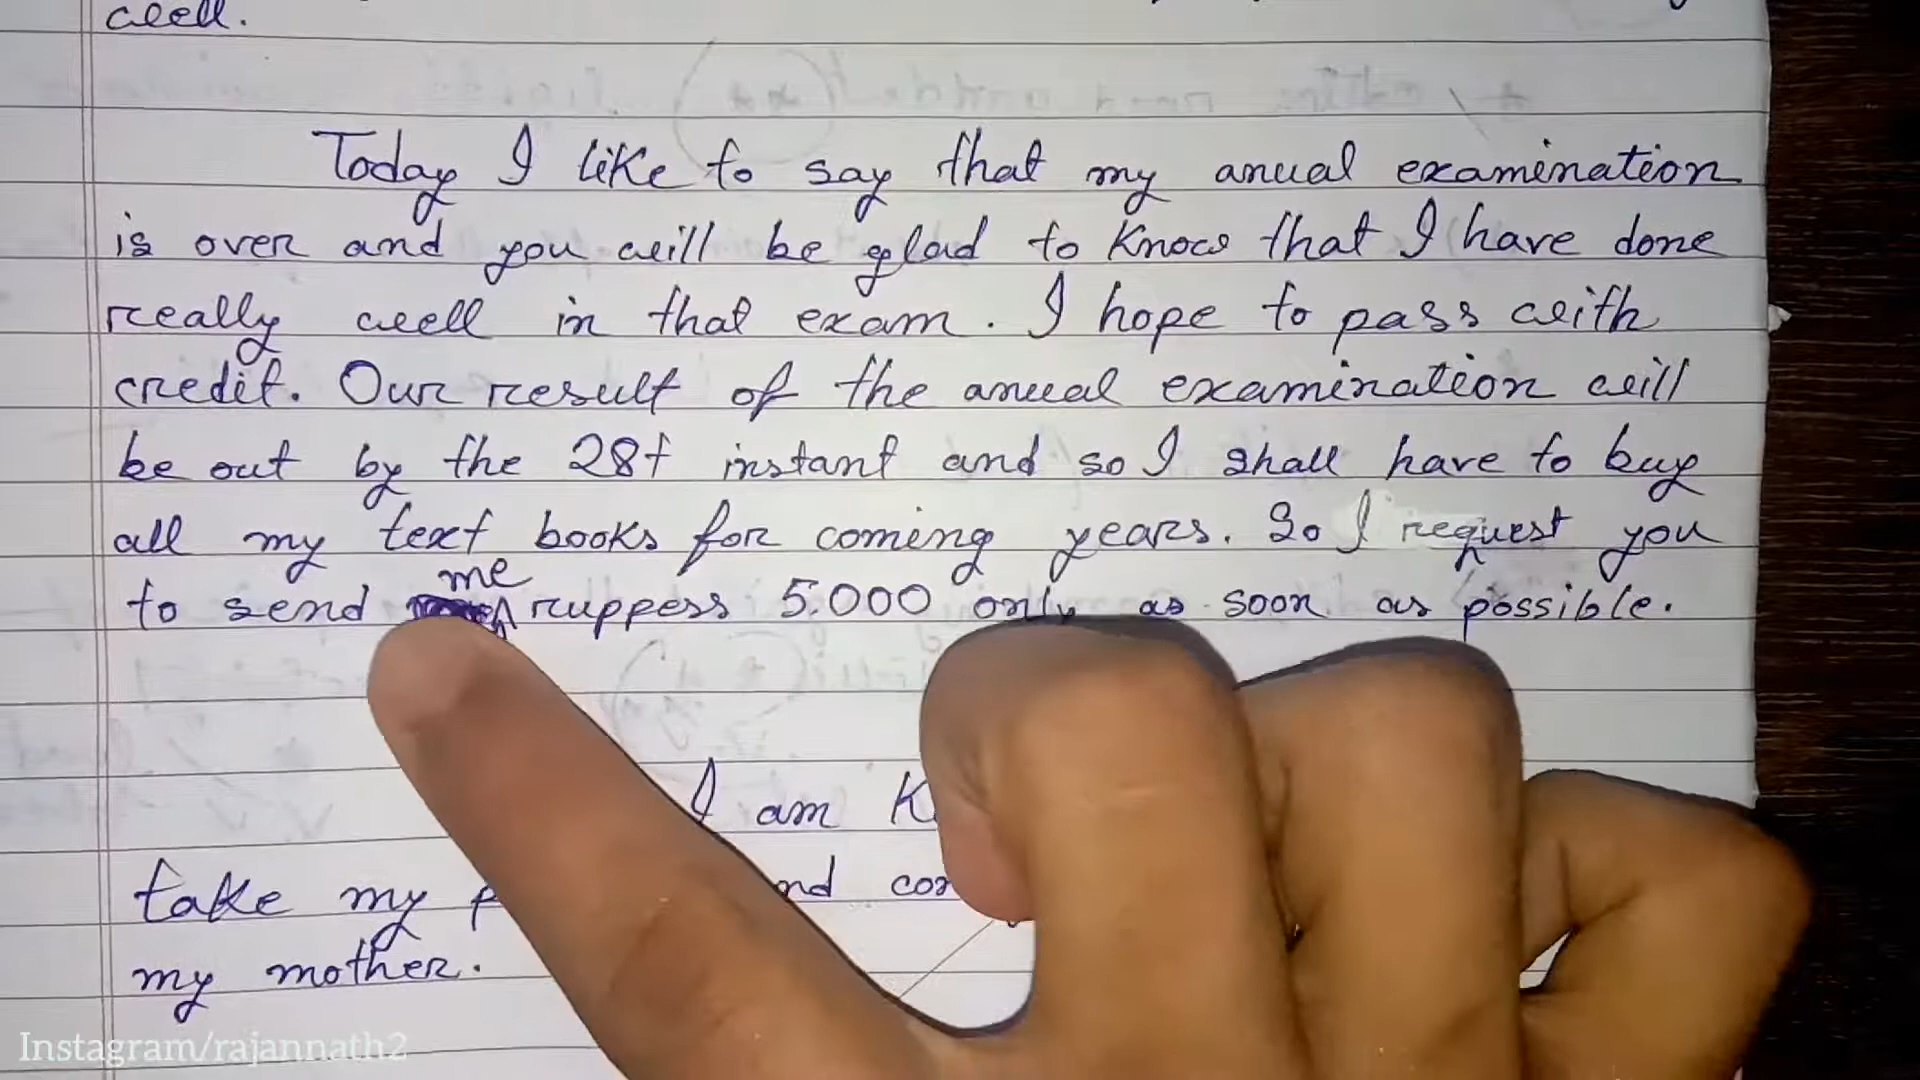 well.
Today I like to say that my anual examination
is over and you will be glad to know that I have done
really well in that exam. I hope to pass with
credit. Our result of the anual examination will
be out by the 28t instant and so I shall have to buy
all my text books for coming years. So I request you
to send me ruppess 5.000 only as soon as possible.
I am
take my and
my mother.
Instagram/rajannath2